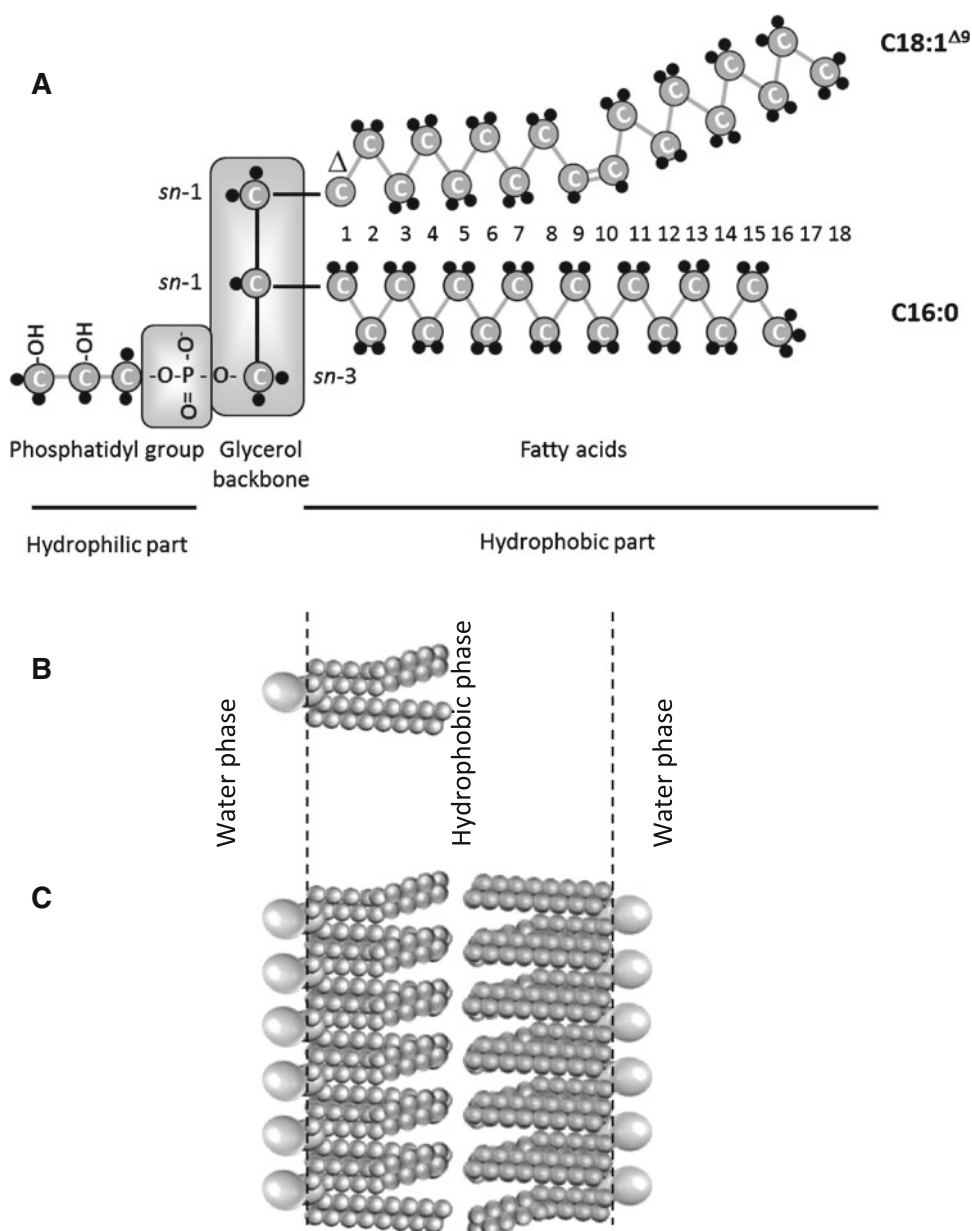 A
C18:1Δ9
C C C C C C C C C
Δ
sn-1 C C C C C C C C C C
1 2 3 4 5 6 7 8 9 10 11 12 13 14 15 16 17 18
sn-1 C C C C C C C C C
C16:0
C C C C C C C C
-OH -OH O-
C C C -O-P-O- C sn-3
=O
Phosphatidyl group Glycerol backbone Fatty acids
Hydrophilic part Hydrophobic part
B
Water phase
Hydrophobic phase
Water phase
C